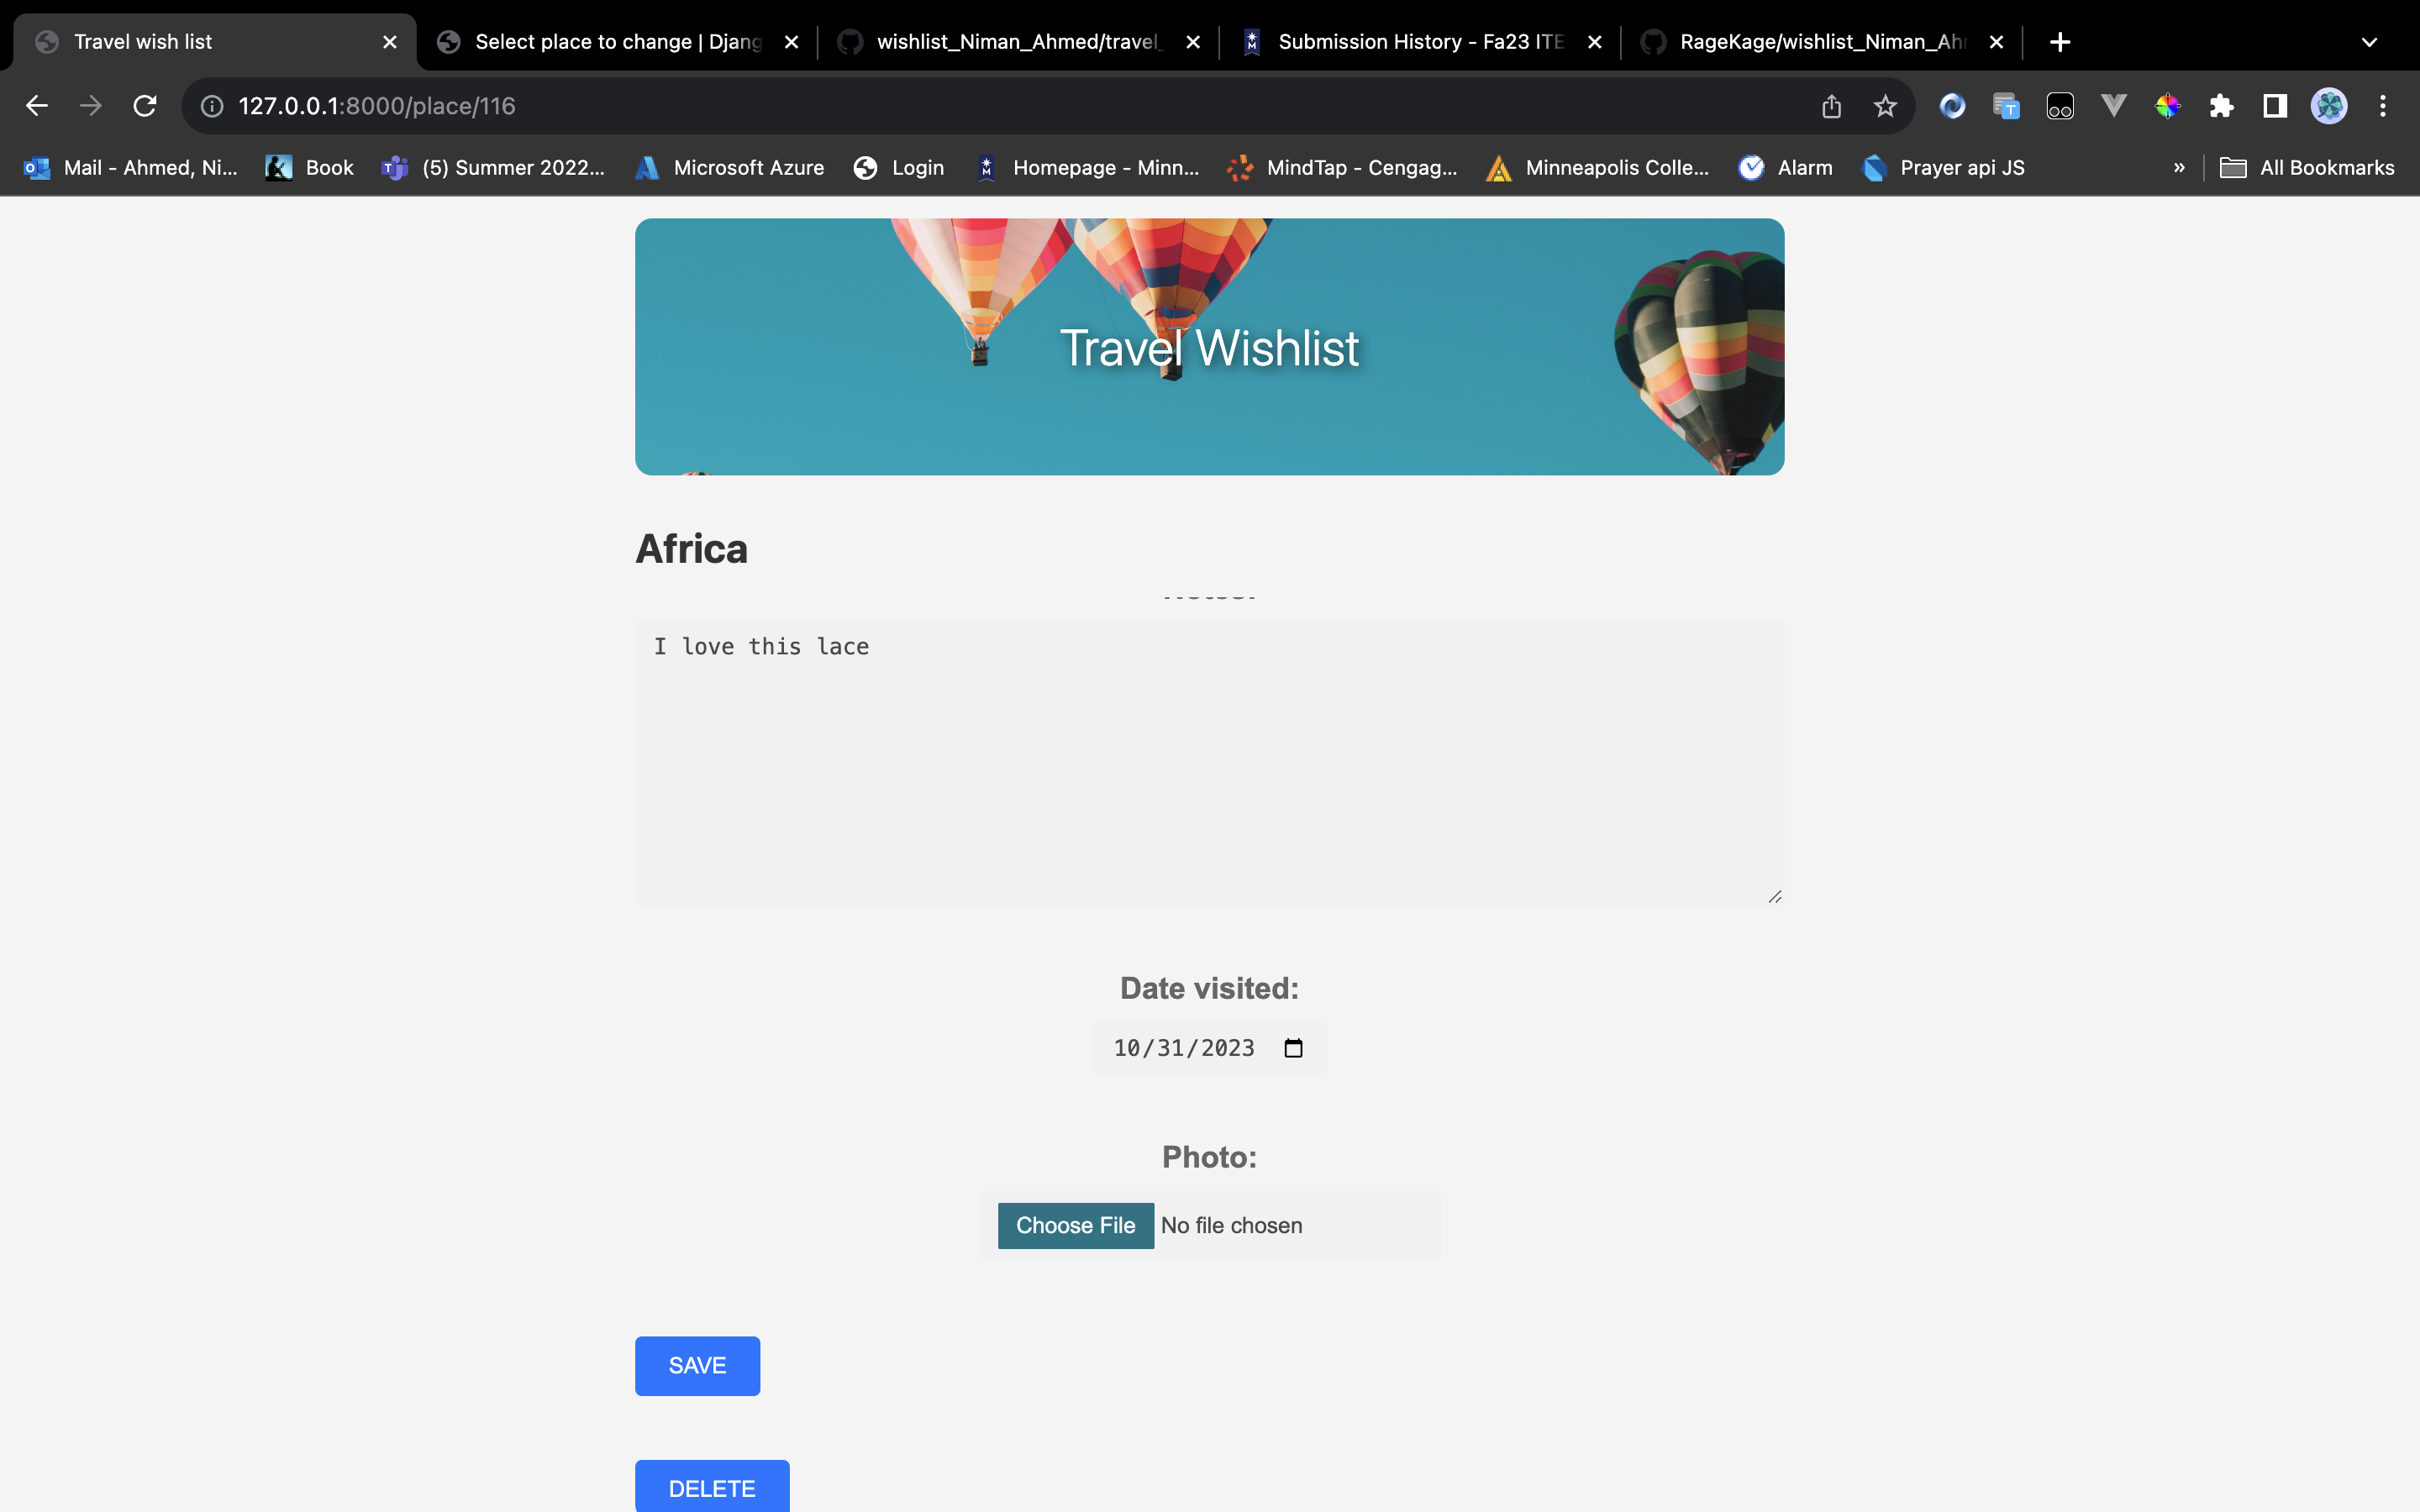 Travel wish list
Select place to change | Djang
wishlist_Niman_Ahmed/travel_
Submission History - Fa23 ITE
RageKage/wishlist_Niman_Ahm
127.0.0.1:8000/place/116
Mail - Ahmed, Ni...
Book
(5) Summer 2022...
Microsoft Azure
Login
Homepage - Minn...
MindTap - Cengag...
Minneapolis Colle...
Alarm
Prayer api JS
»
All Bookmarks
Travel Wishlist
Africa
Notes:
I love this lace
Date visited:
10/31/2023
Photo:
Choose File No file chosen
SAVE
DELETE